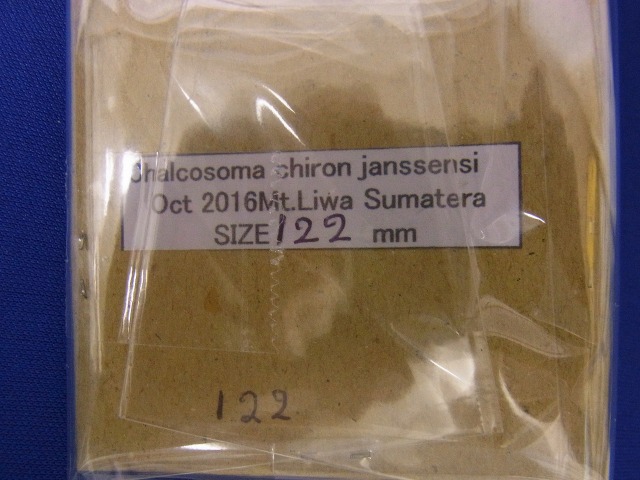 Chalcosoma chiron janssensi
Oct 2016Mt.Liwa Sumatera
SIZE 122 mm
122